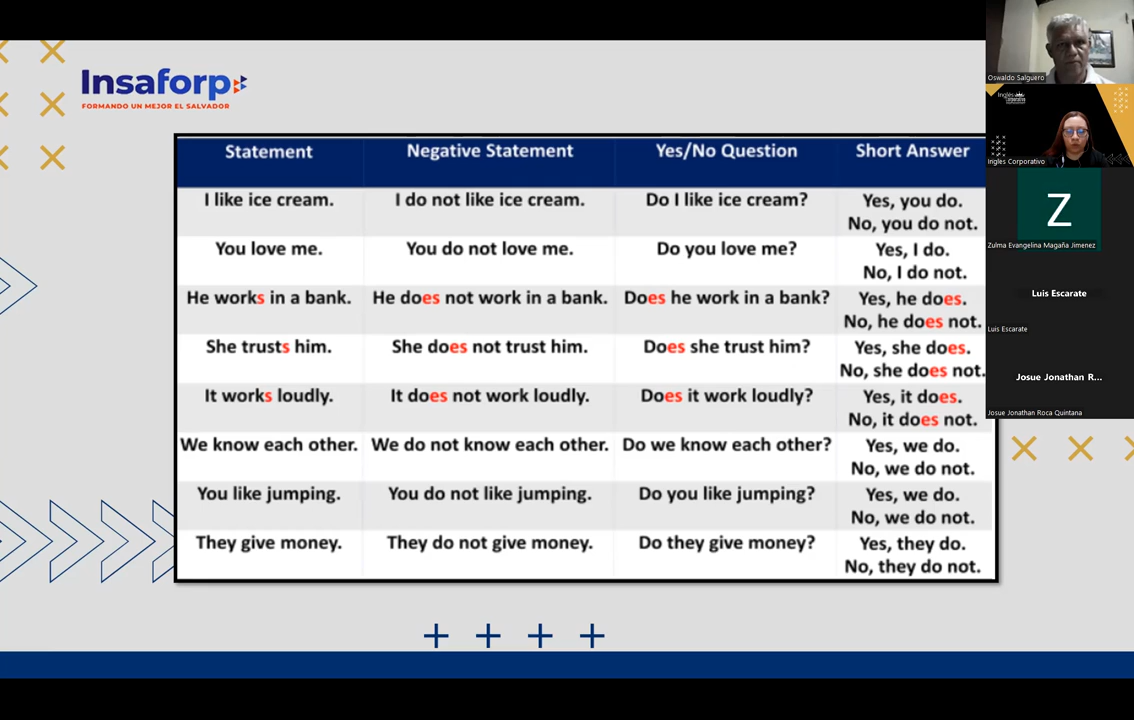 Insaforp
FORMANDO UN MEJOR EL SALVADOR
Statement Negative Statement Yes/No Question Short Answer
I like ice cream. I do not like ice cream. Do I like ice cream? Yes, you do.
No, you do not.
You love me. You do not love me. Do you love me? Yes, I do.
No, I do not.
He works in a bank. He does not work in a bank. Does he work in a bank? Yes, he does.
No, he does not.
She trusts him. She does not trust him. Does she trust him? Yes, she does.
No, she does not.
It works loudly. It does not work loudly. Does it work loudly? Yes, it does.
No, it does not.
We know each other. We do not know each other. Do we know each other? Yes, we do.
No, we do not.
You like jumping. You do not like jumping. Do you like jumping? Yes, we do.
No, we do not.
They give money. They do not give money. Do they give money? Yes, they do.
No, they do not.
Oswaldo Salguero
Inglés
Corporativo
Ingles Corporativo
Z
Zulma Evangelina Magaña Jimenez
Luis Escarate
Luis Escarate
Josue Jonathan R...
Josue Jonathan Roca Quintana